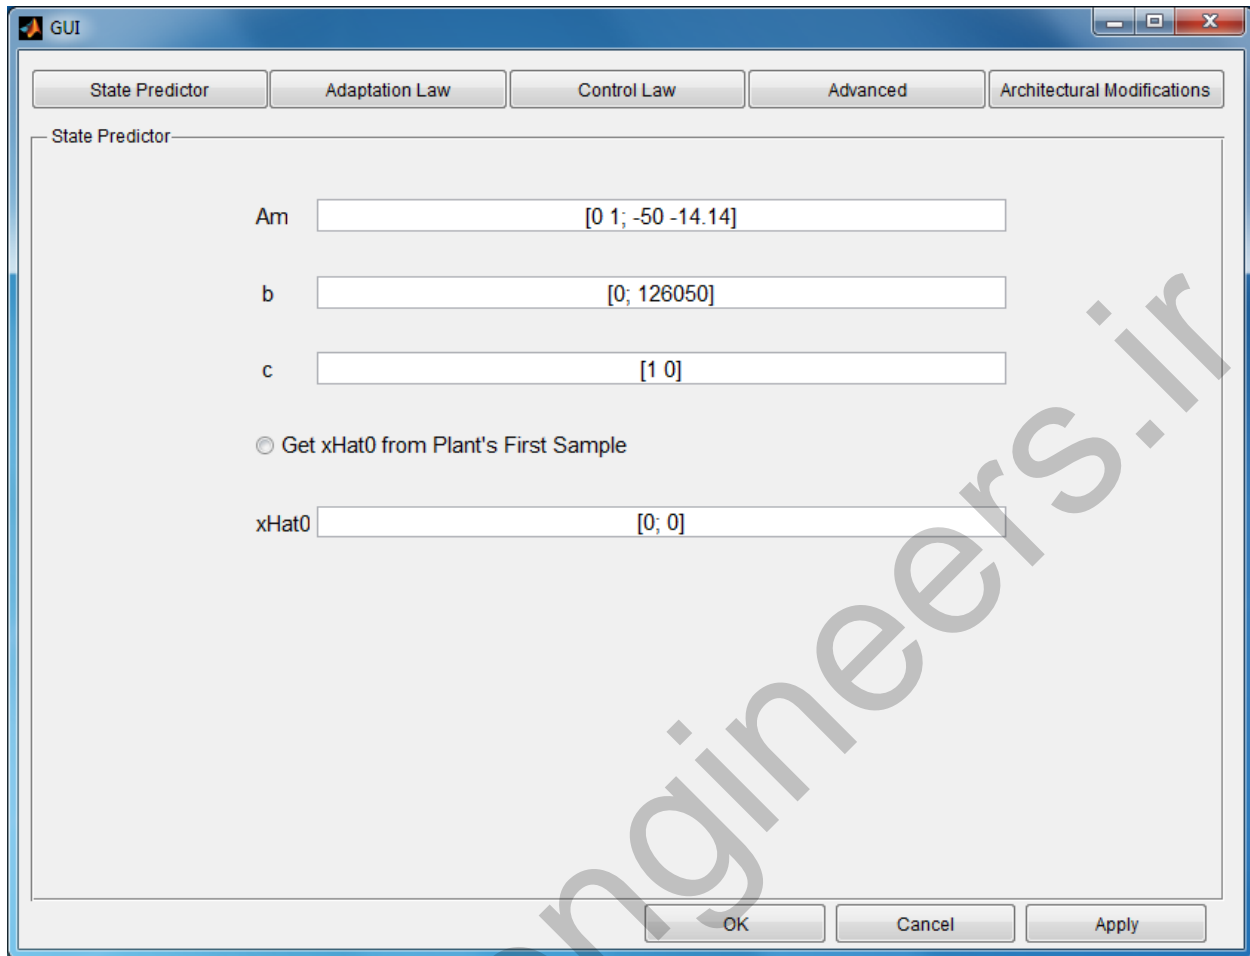 GUI
State Predictor Adaptation Law Control Law Advanced Architectural Modifications
State Predictor
Am [0 1; -50 -14.14]
b [0; 126050]
c [1 0]
Get xHat0 from Plant's First Sample
xHat0 [0; 0]
OK Cancel Apply
ngineers.ir